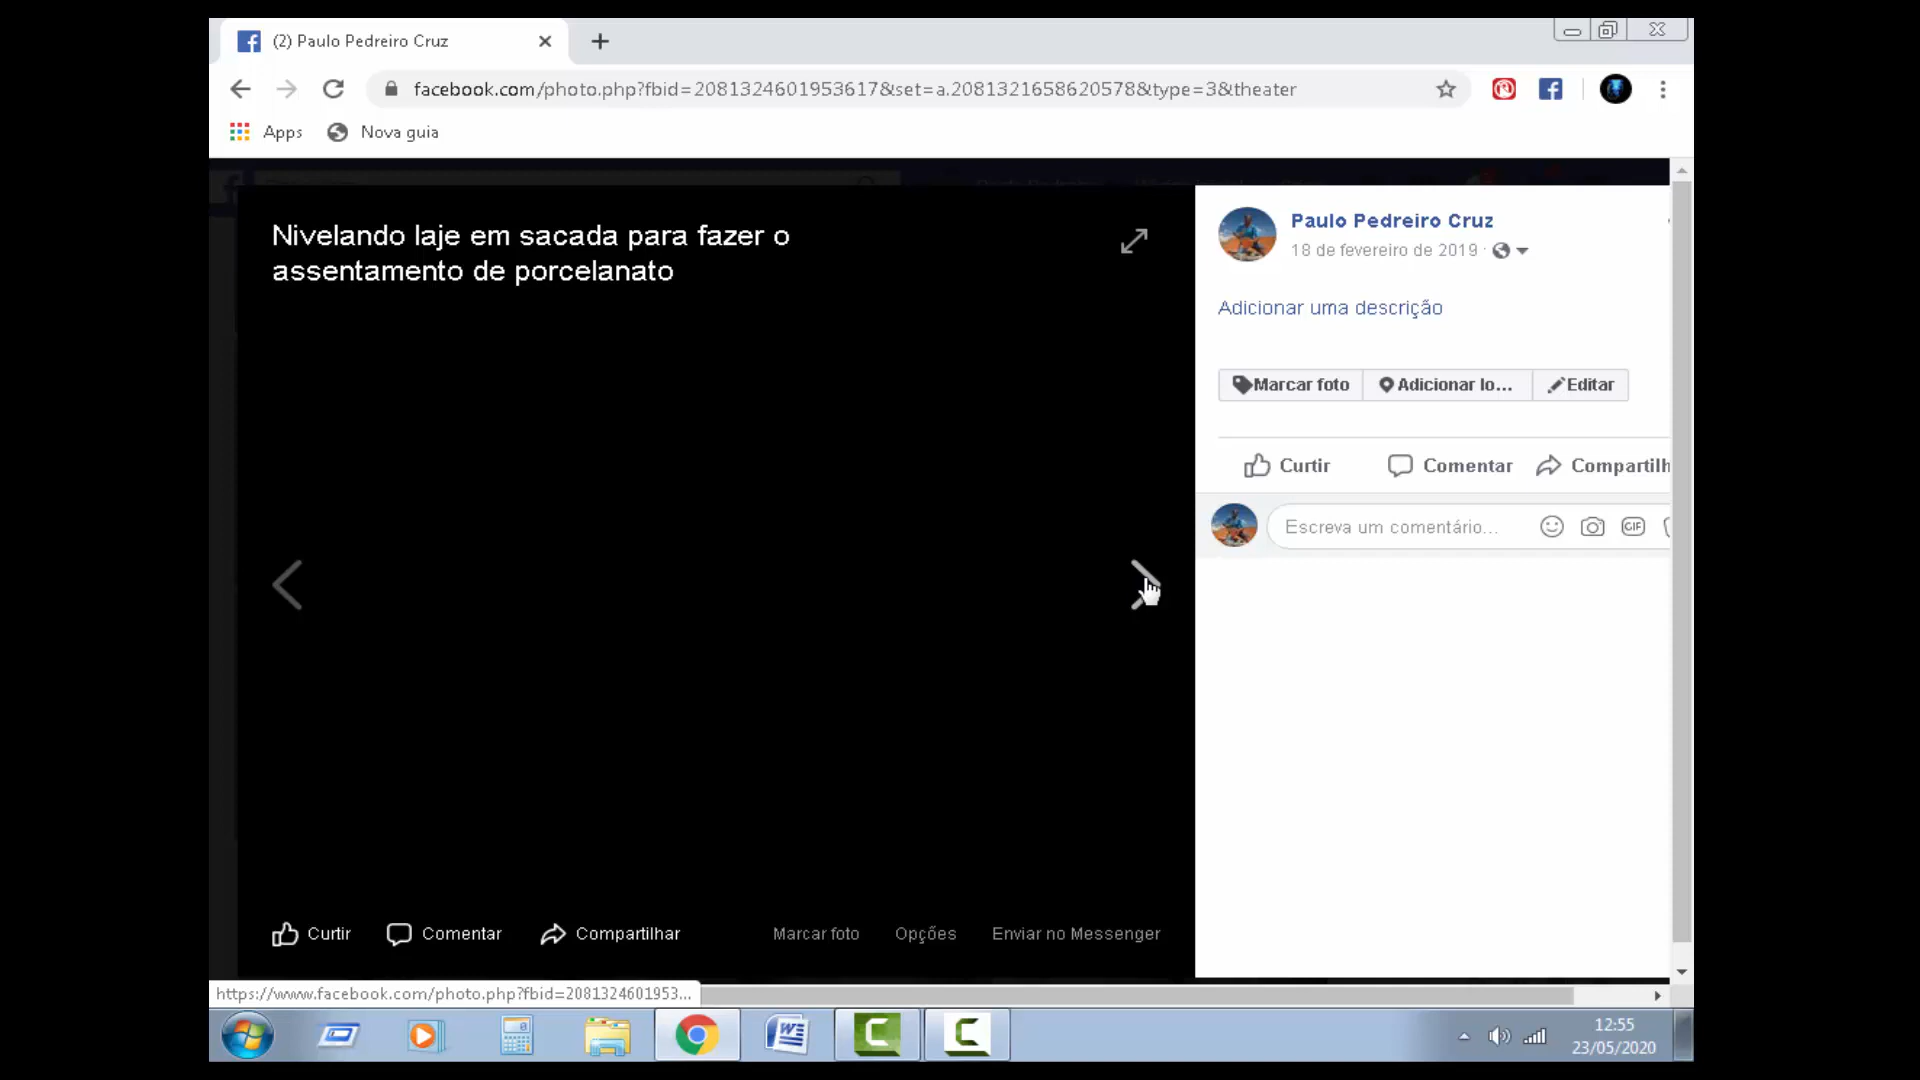 (2) Paulo Pedreiro Cruz
facebook.com/photo.php?fbid=2081324601953617&set=a.2081321658620578&type=3&theater
Apps
Nova guia
Nivelando laje em sacada para fazer o
assentamento de porcelanato
Paulo Pedreiro Cruz
18 de fevereiro de 2019 ·
Adicionar uma descrição
Marcar foto
Adicionar lo...
Editar
Curtir
Comentar
Compartilh
Escreva um comentário...
GIF
Curtir
Comentar
Compartilhar
Marcar foto
Opções
Enviar no Messenger
https://www.facebook.com/photo.php?fbid=2081324601953...
12:55
23/05/2020